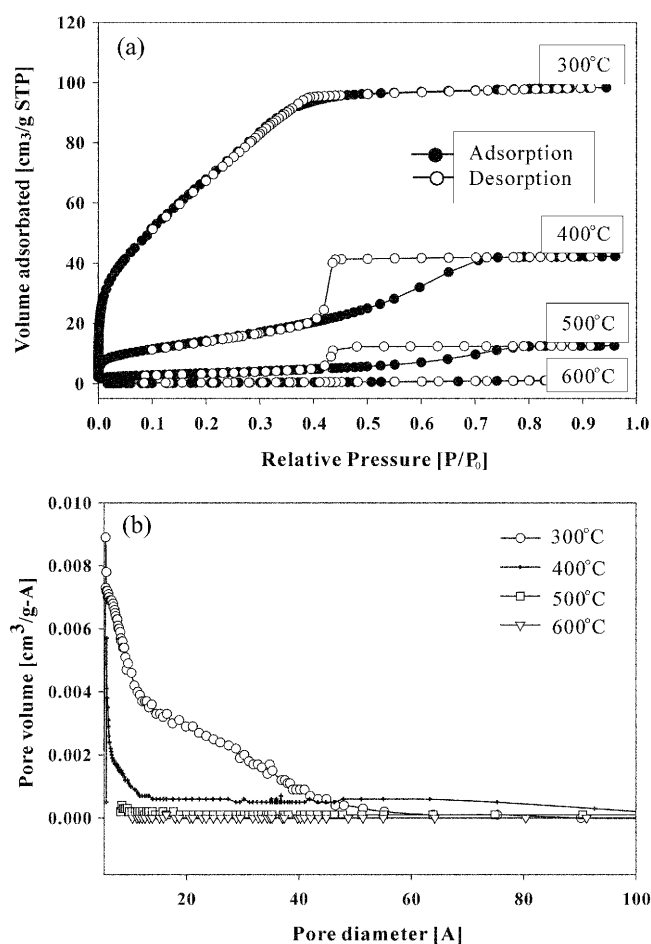 (a)
120
100
80
60
40
20
0
Volume adsorbated [cm3/g STP]
300°C
Adsorption
Desorption
400°C
500°C
600°C
0.0 0.1 0.2 0.3 0.4 0.5 0.6 0.7 0.8 0.9 1.0
Relative Pressure [P/P0]
(b)
0.010
0.008
0.006
0.004
0.002
0.000
Pore volume [cm3/g-A]
300°C
400°C
500°C
600°C
20 40 60 80 100
Pore diameter [A]